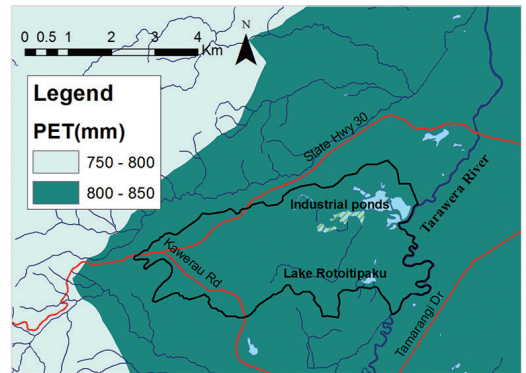 0 0.5 1 2 3 4
Km
N
Legend
PET(mm)
750 - 800
800 - 850
State Hwy 30
Industrial ponds
Tarawera River
Kawerau Rd
Lake Rotoitipaku
Tamarangi Dr